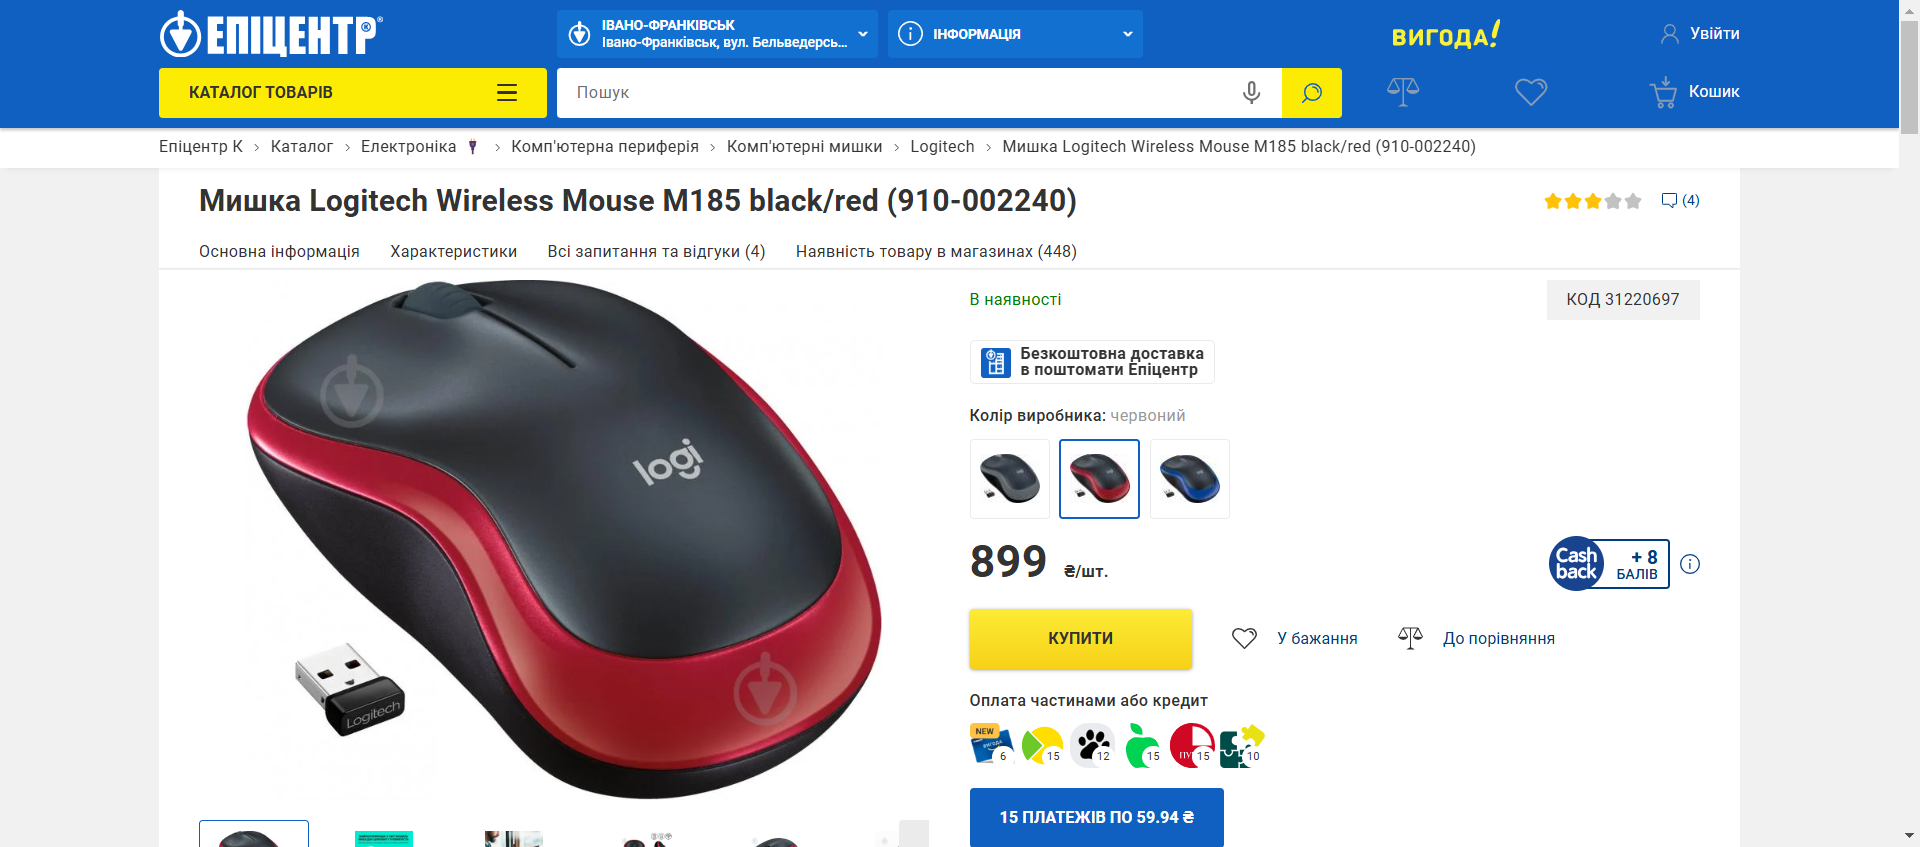 ЕПІЦЕНТР®
ІВАНО-ФРАНКІВСЬК
Івано-Франківськ, вул. Бельведерсь...
ІНФОРМАЦІЯ
ВИГОДА!
Увійти
КАТАЛОГ ТОВАРІВ
Пошук
Кошик
Епіцентр К > Каталог > Електроніка > Комп'ютерна периферія > Комп'ютерні мишки > Logitech > Мишка Logitech Wireless Mouse M185 black/red (910-002240)
Мишка Logitech Wireless Mouse M185 black/red (910-002240)
(4)
Основна інформація
Характеристики
Всі запитання та відгуки (4)
Наявність товару в магазинах (448)
В наявності
КОД 31220697
Безкоштовна доставка
в поштомати Епіцентр
Колір виробника: червоний
logi
Logitech
899 ₴/шт.
Cash
back
+ 8
БАЛІВ
КУПИТИ
У бажання
До порівняння
Оплата частинами або кредит
NEW
6
15
12
15
15
10
15 ПЛАТЕЖІВ ПО 59.94 ₴